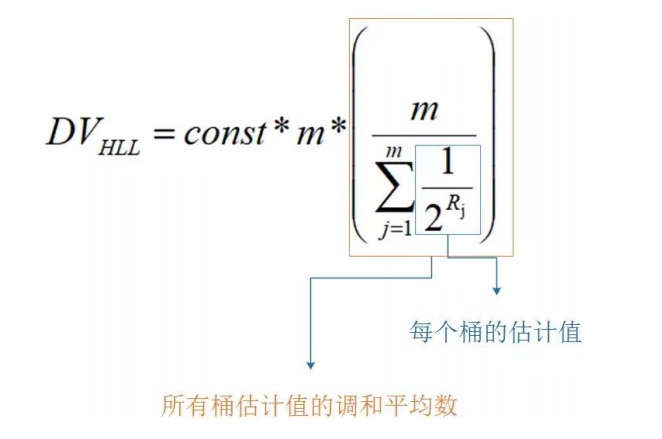 DV_{HLL} = const * m * \left( \frac{m}{\sum_{j=1}^{m} \frac{1}{2^{R_j}}} \right)
每个桶的估计值
所有桶估计值的调和平均数